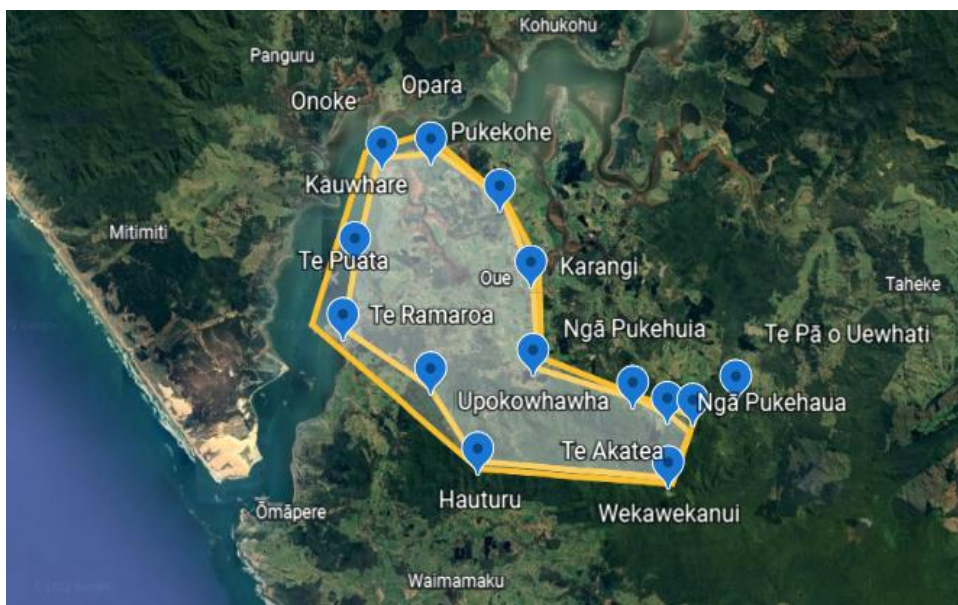 Kohukohu
Panguru
Opara
Onoke
Pukekohe
Kauwhare
Mitimiti
Te Puata
Karangi
Oue
Taheke
Te Ramaroa
Ngā Pukehuia
Te Pā o Uewhati
Upokowhawha
Ngā Pukehaua
Te Akatea
Hauturu
Wekawekanui
Ōmāpere
Waimamaku